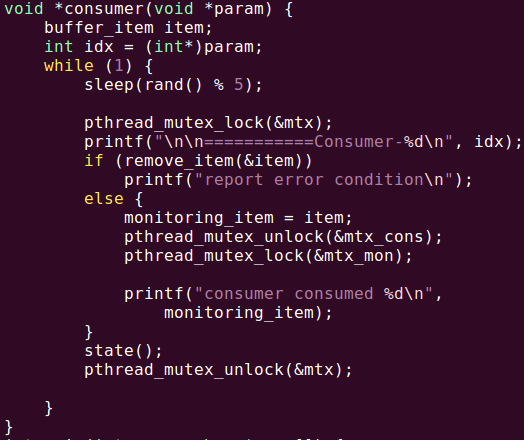 void *consumer(void *param) {
    buffer_item item;
    int idx = (int*)param;
    while (1) {
        sleep(rand() % 5);

        pthread_mutex_lock(&mtx);
        printf("\n\n===========Consumer-%d\n", idx);
        if (remove_item(&item))
            printf("report error condition\n");
        else {
            monitoring_item = item;
            pthread_mutex_unlock(&mtx_cons);
            pthread_mutex_lock(&mtx_mon);

            printf("consumer consumed %d\n",
                monitoring_item);
        }
        state();
        pthread_mutex_unlock(&mtx);

    }
}